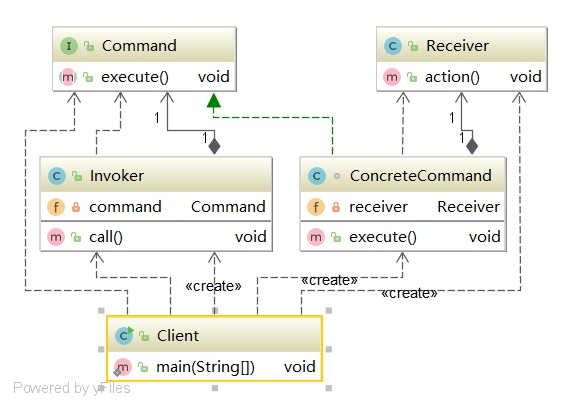 I Command
m execute() void
C Receiver
m action() void
1
1
1
1
C Invoker
f command Command
m call() void
C ConcreteCommand
f receiver Receiver
m execute() void
«create»
«create»
«create»
C Client
m main(String[]) void
Powered by yFiles